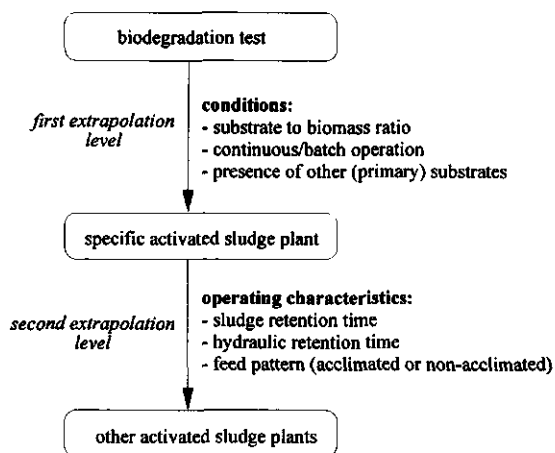 biodegradation test
first extrapolation
level
conditions:
- substrate to biomass ratio
- continuous/batch operation
- presence of other (primary) substrates
specific activated sludge plant
second extrapolation
level
operating characteristics:
- sludge retention time
- hydraulic retention time
- feed pattern (acclimated or non-acclimated)
other activated sludge plants